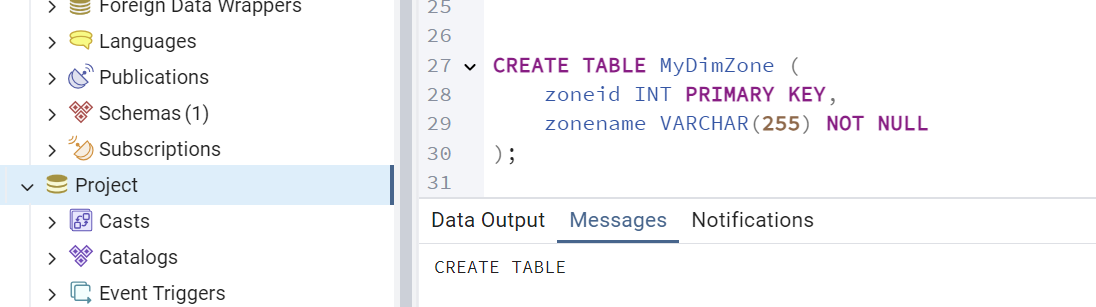 Foreign Data Wrappers
Languages
Publications
Schemas (1)
Subscriptions
Project
Casts
Catalogs
Event Triggers
25
26
27 CREATE TABLE MyDimZone (
28 zoneid INT PRIMARY KEY,
29 zonename VARCHAR(255) NOT NULL
30 );
31
Data Output Messages Notifications
CREATE TABLE